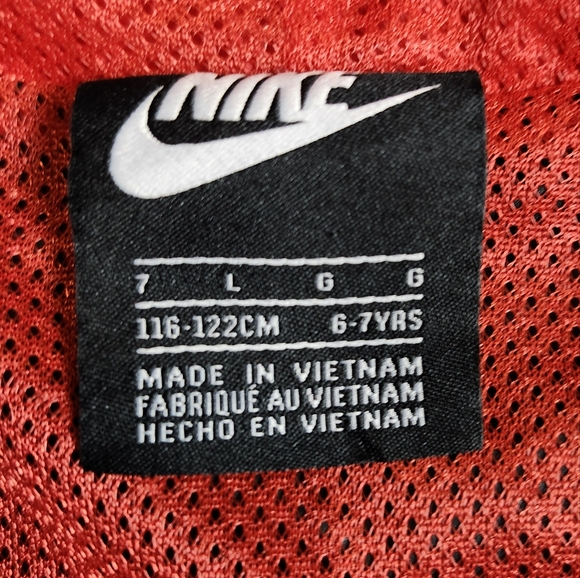 NIKE
7 L G G
116-122CM 6-7YRS
MADE IN VIETNAM
FABRIQUÉ AU VIETNAM
HECHO EN VIETNAM